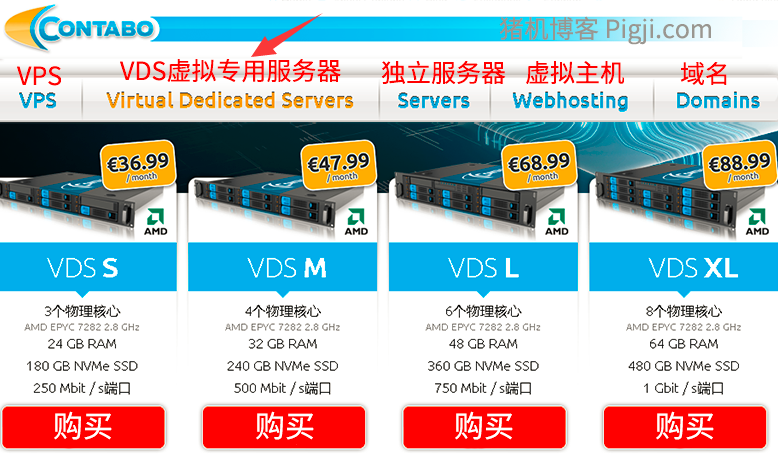 CONTABO
猪机博客 Pigji.com
VPS
VDS虚拟专用服务器
独立服务器
虚拟主机
域名
VPS
Virtual Dedicated Servers
Servers
Webhosting
Domains
€36.99
/ month
€47.99
/ month
€68.99
/ month
€88.99
/ month
AMD
AMD
AMD
AMD
VDS S
VDS M
VDS L
VDS XL
3个物理核心
AMD EPYC 7282 2.8 GHz
24 GB RAM
180 GB NVMe SSD
250 Mbit / s端口
购买
4个物理核心
AMD EPYC 7282 2.8 GHz
32 GB RAM
240 GB NVMe SSD
500 Mbit / s端口
购买
6个物理核心
AMD EPYC 7282 2.8 GHz
48 GB RAM
360 GB NVMe SSD
750 Mbit / s端口
购买
8个物理核心
AMD EPYC 7282 2.8 GHz
64 GB RAM
480 GB NVMe SSD
1 Gbit / s端口
购买